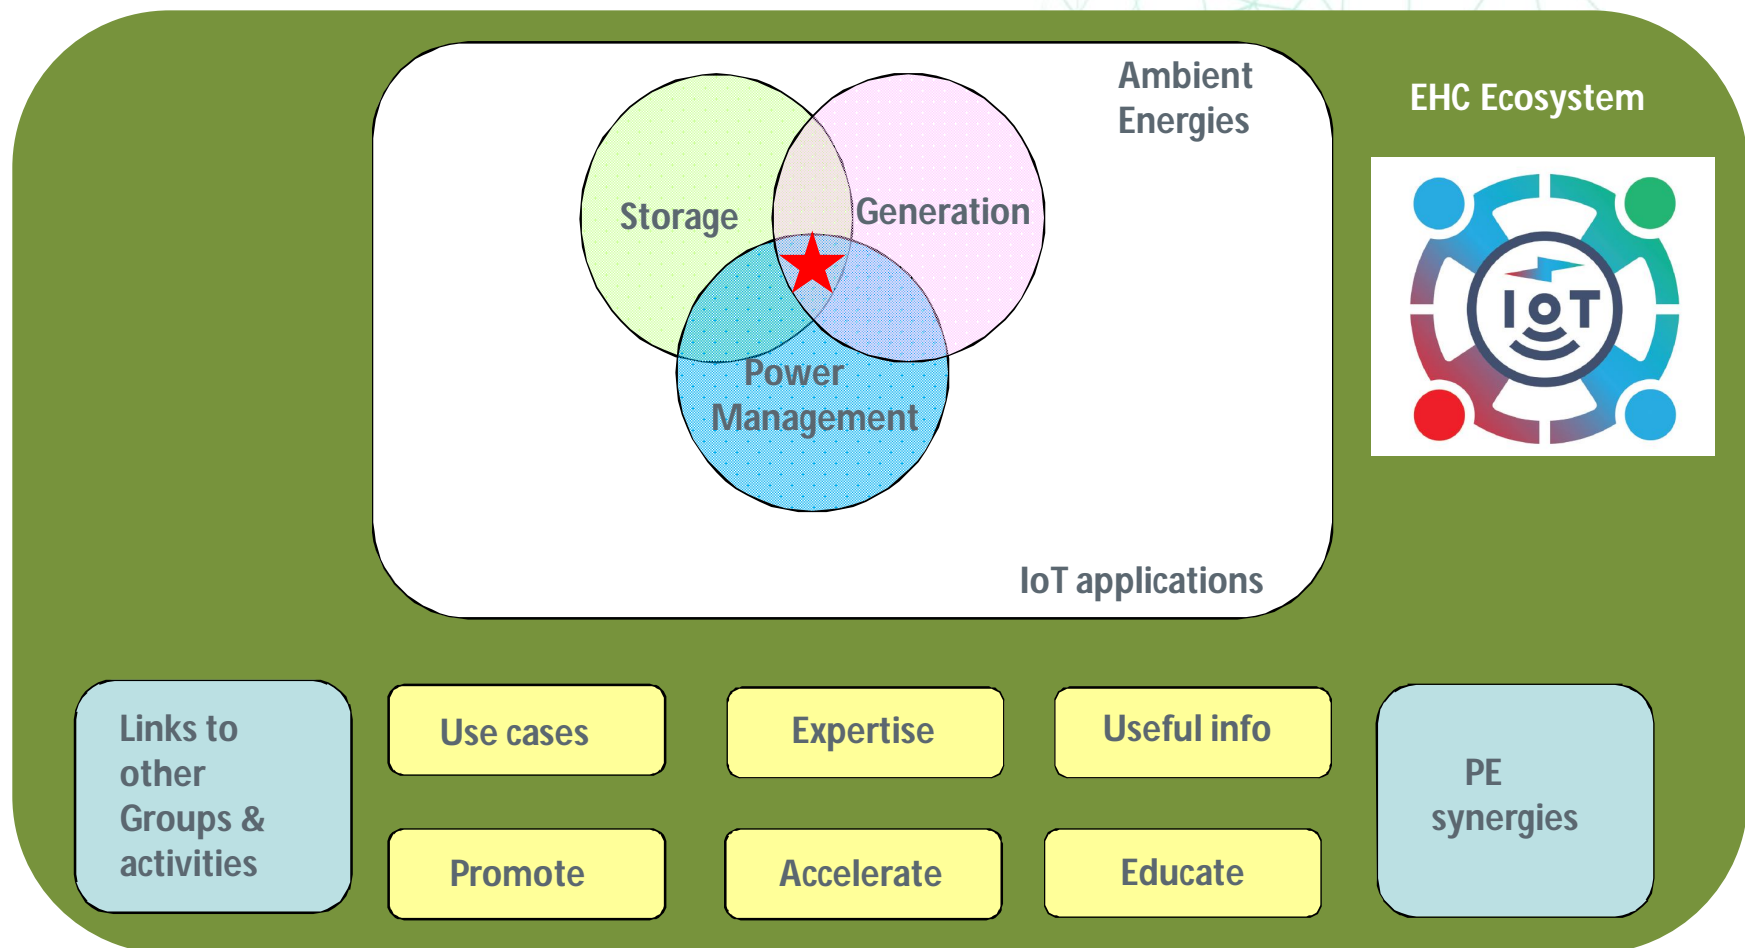 Ambient
Energies
EHC Ecosystem
Storage
Generation
IoT
Power
Management
IoT applications
Links to
other
Groups &
activities
Use cases
Expertise
Useful info
PE
synergies
Promote
Accelerate
Educate